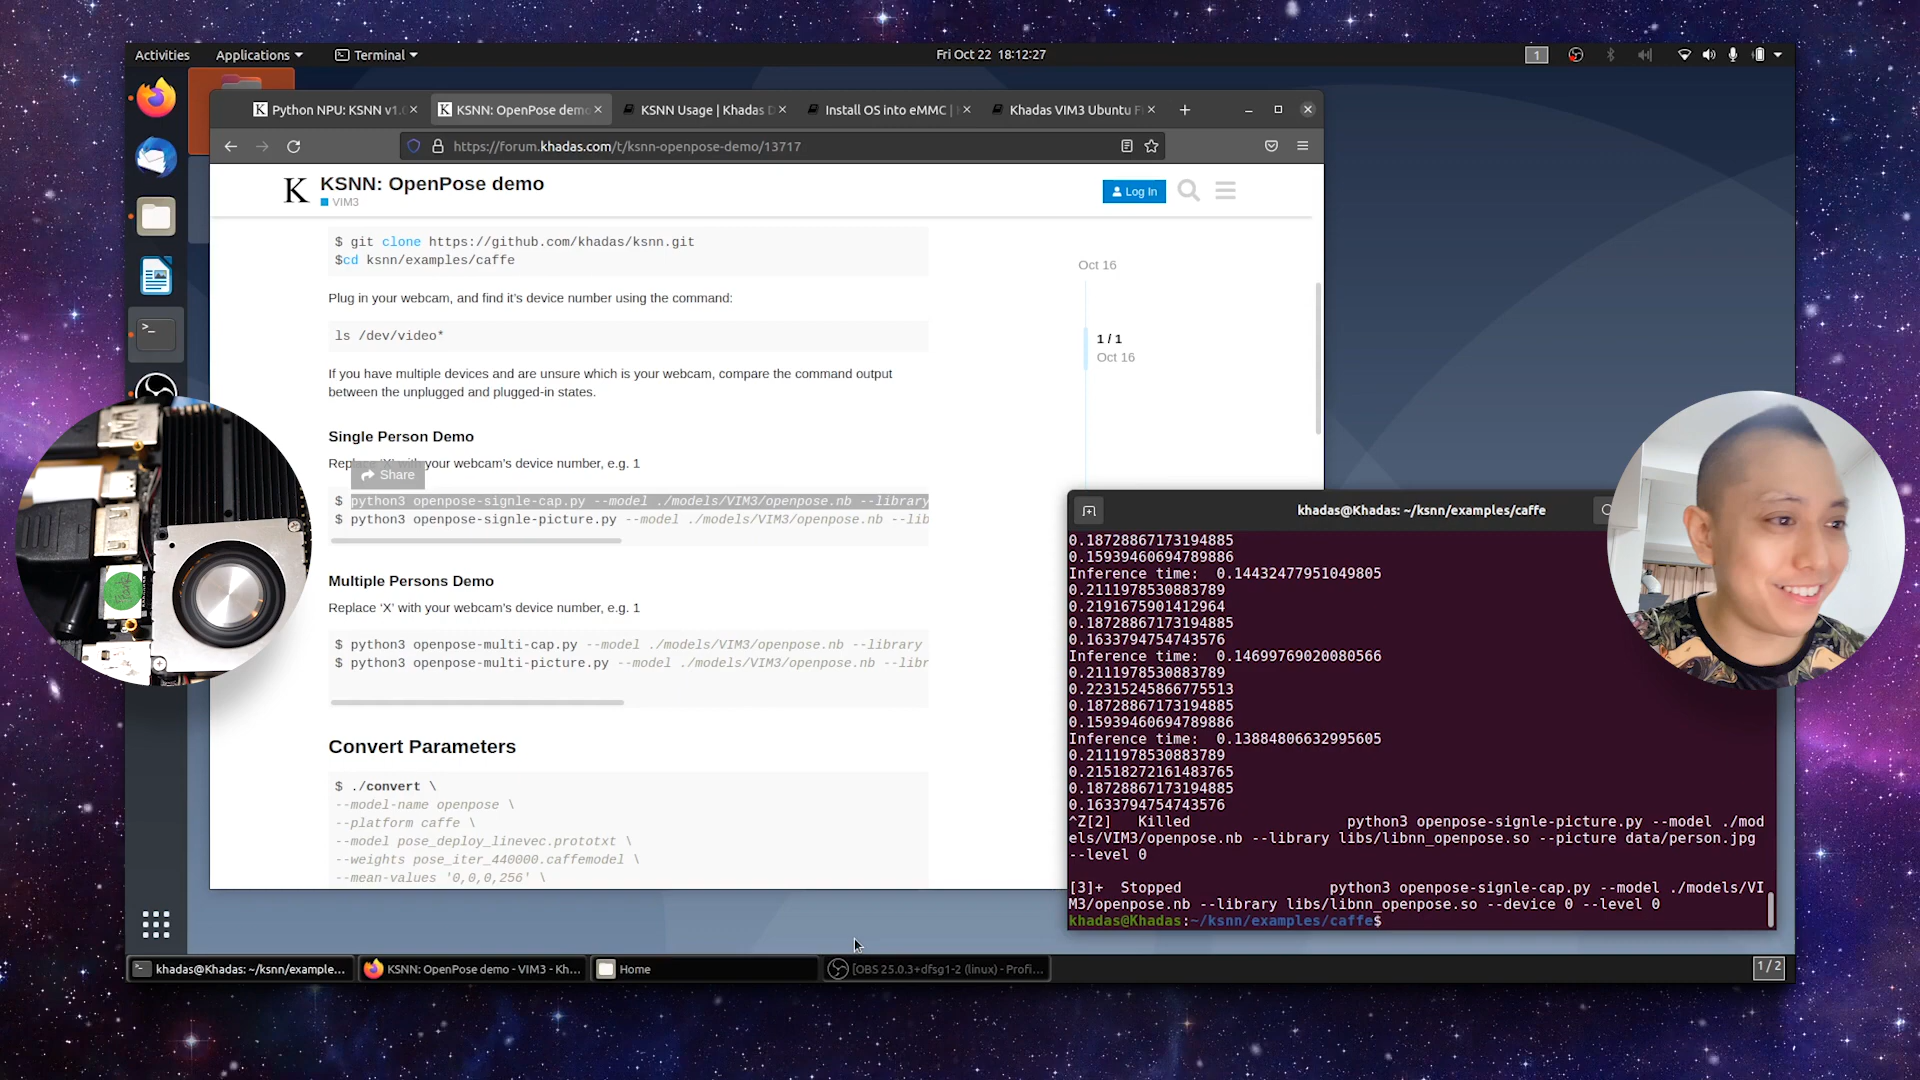 Activities
Applications
Terminal
Fri Oct 22 18:12:27
1
Python NPU: KSNN v1.
KSNN: OpenPose demo
KSNN Usage | Khadas D
Install OS into eMMC |
Khadas VIM3 Ubuntu F
https://forum.khadas.com/t/ksnn-openpose-demo/13717
K
KSNN: OpenPose demo
VIM3
Log In
$ git clone https://github.com/khadas/ksnn.git
$cd ksnn/examples/caffe
Plug in your webcam, and find it’s device number using the command:
ls /dev/video*
If you have multiple devices and are unsure which is your webcam, compare the command output
between the unplugged and plugged-in states.
Single Person Demo
Replace ‘X’ with your webcam’s device number, e.g. 1
Share
$ python3 openpose-signle-cap.py --model ./models/VIM3/openpose.nb --library
$ python3 openpose-signle-picture.py --model ./models/VIM3/openpose.nb --lib
Multiple Persons Demo
Replace ‘X’ with your webcam’s device number, e.g. 1
$ python3 openpose-multi-cap.py --model ./models/VIM3/openpose.nb --library
$ python3 openpose-multi-picture.py --model ./models/VIM3/openpose.nb --libr
Convert Parameters
$ ./convert \
--model-name openpose \
--platform caffe \
--model pose_deploy_linevec.prototxt \
--weights pose_iter_440000.caffemodel \
--mean-values '0,0,0,256' \
Oct 16
1 / 1
Oct 16
khadas@Khadas: ~/ksnn/examples/caffe
0.18728867173194885
0.15939460694789886
Inference time:  0.14432477951049805
0.2111978530883789
0.2191675901412964
0.18728867173194885
0.1633794754743576
Inference time:  0.14699769020080566
0.2111978530883789
0.22315245866775513
0.18728867173194885
0.15939460694789886
Inference time:  0.13884806632995605
0.2111978530883789
0.21518272161483765
0.18728867173194885
0.1633794754743576
^Z[2]   Killed                  python3 openpose-signle-picture.py --model ./mod
els/VIM3/openpose.nb --library libs/libnn_openpose.so --picture data/person.jpg
--level 0
[3]+  Stopped                 python3 openpose-signle-cap.py --model ./models/VI
M3/openpose.nb --library libs/libnn_openpose.so --device 0 --level 0
khadas@Khadas:~/ksnn/examples/caffe$
khadas@Khadas: ~/ksnn/example...
KSNN: OpenPose demo - VIM3 - Kh...
Home
[OBS 25.0.3+dfsg1-2 (linux) - Profi...
1 / 2